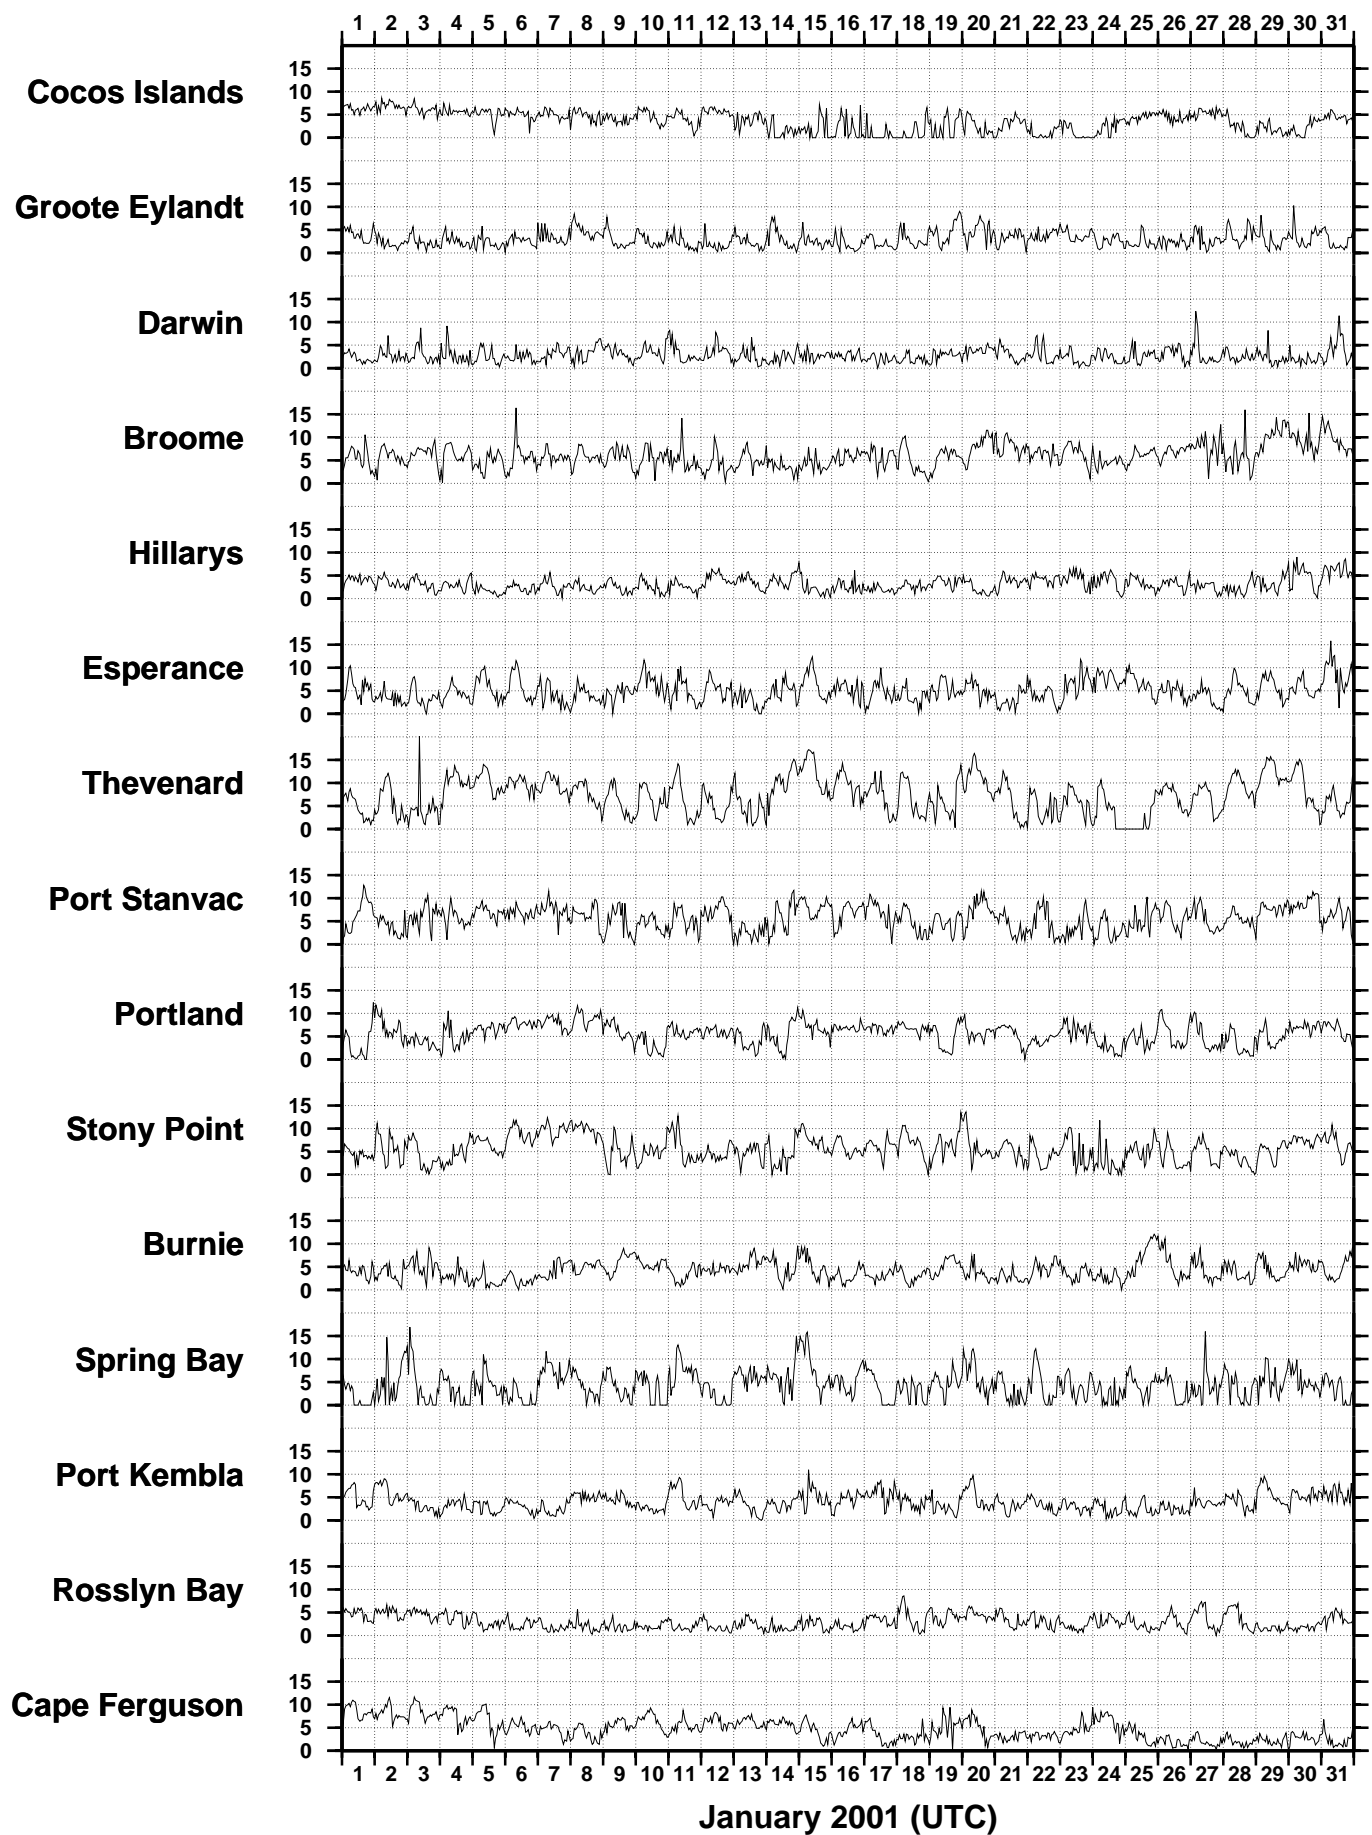 1 2 3 4 5 6 7 8 9 10 11 12 13 14 15 16 17 18 19 20 21 22 23 24 25 26 27 28 29 30 31
15
Cocos Islands 10
5
0
15
Groote Eylandt 10
5
0
15
Darwin 10
5
0
15
Broome 10
5
0
15
Hillarys 10
5
0
15
Esperance 10
5
0
15
Thevenard 10
5
0
15
Port Stanvac 10
5
0
15
Portland 10
5
0
15
Stony Point 10
5
0
15
Burnie 10
5
0
15
Spring Bay 10
5
0
15
Port Kembla 10
5
0
15
Rosslyn Bay 10
5
0
15
Cape Ferguson 10
5
0
1 2 3 4 5 6 7 8 9 10 11 12 13 14 15 16 17 18 19 20 21 22 23 24 25 26 27 28 29 30 31
January 2001 (UTC)